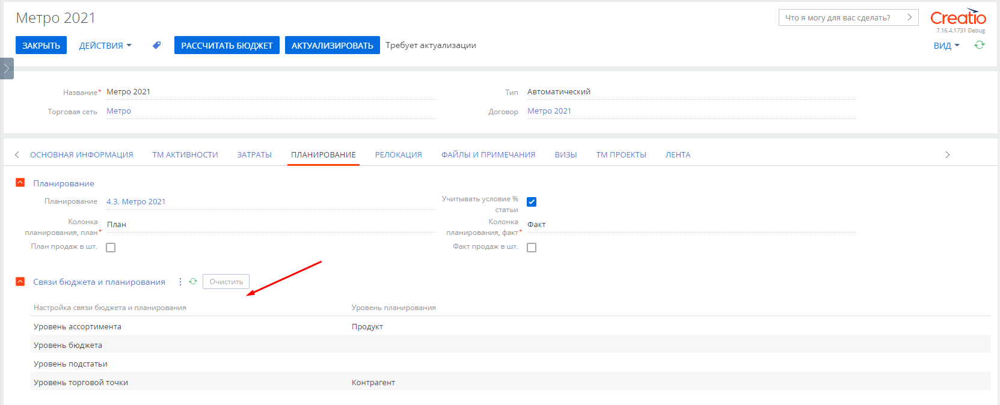 Метро 2021
Что я могу для вас сделать?
Creatio
7.16.4.1731 Debug
ЗАКРЫТЬ ДЕЙСТВИЯ РАССЧИТАТЬ БЮДЖЕТ АКТУАЛИЗИРОВАТЬ Требует актуализации ВИД
Название* Метро 2021 Тип Автоматический
Торговая сеть Метро Договор Метро 2021
ОСНОВНАЯ ИНФОРМАЦИЯ ТМ АКТИВНОСТИ ЗАТРАТЫ ПЛАНИРОВАНИЕ РЕЛОКАЦИЯ ФАЙЛЫ И ПРИМЕЧАНИЯ ВИЗЫ ТМ ПРОЕКТЫ ЛЕНТА
Планирование
Планирование 4.3. Метро 2021
Учитывать условие %
статьи
Колонка
планирования, план* План
Колонка
планирования, факт* Факт
План продаж в шт. Факт продаж в шт.
Связи бюджета и планирования Очистить
Настройка связи бюджета и планирования Уровень планирования
Уровень ассортимента Продукт
Уровень бюджета
Уровень подстатьи
Уровень торговой точки Контрагент